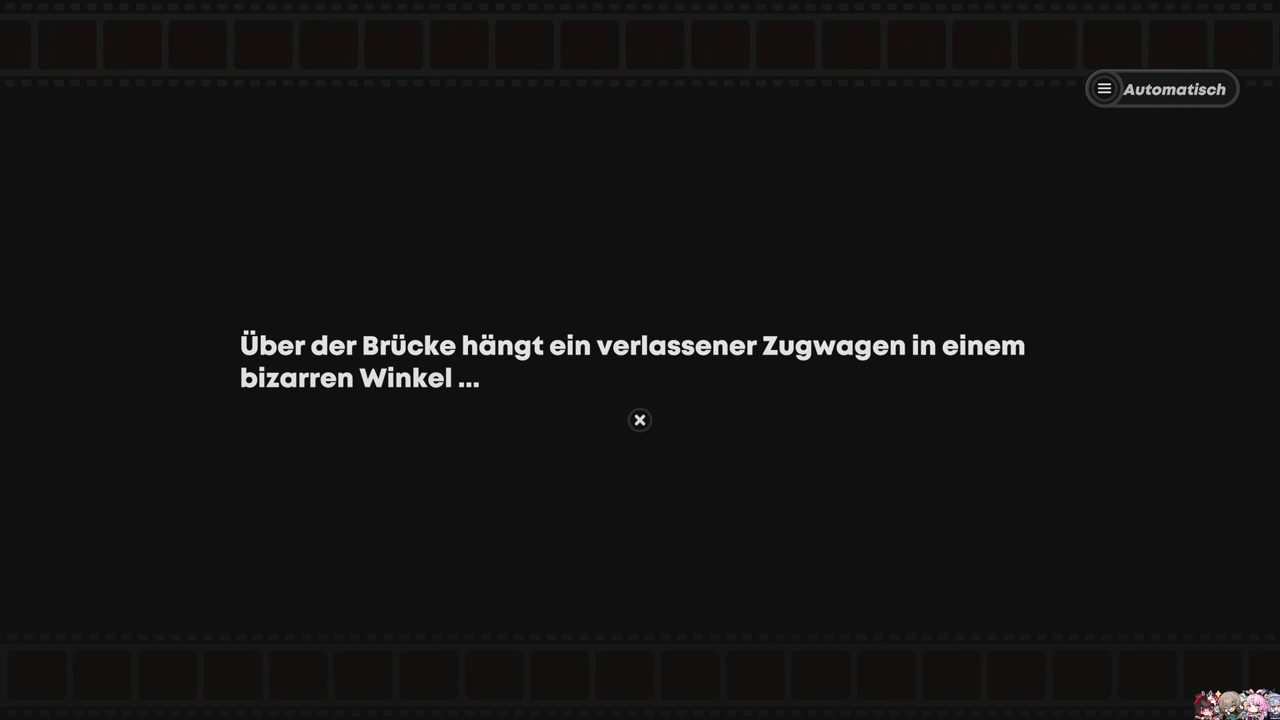 Automatisch
Über der Brücke hängt ein verlassener Zugwagen in einem
bizarren Winkel ...